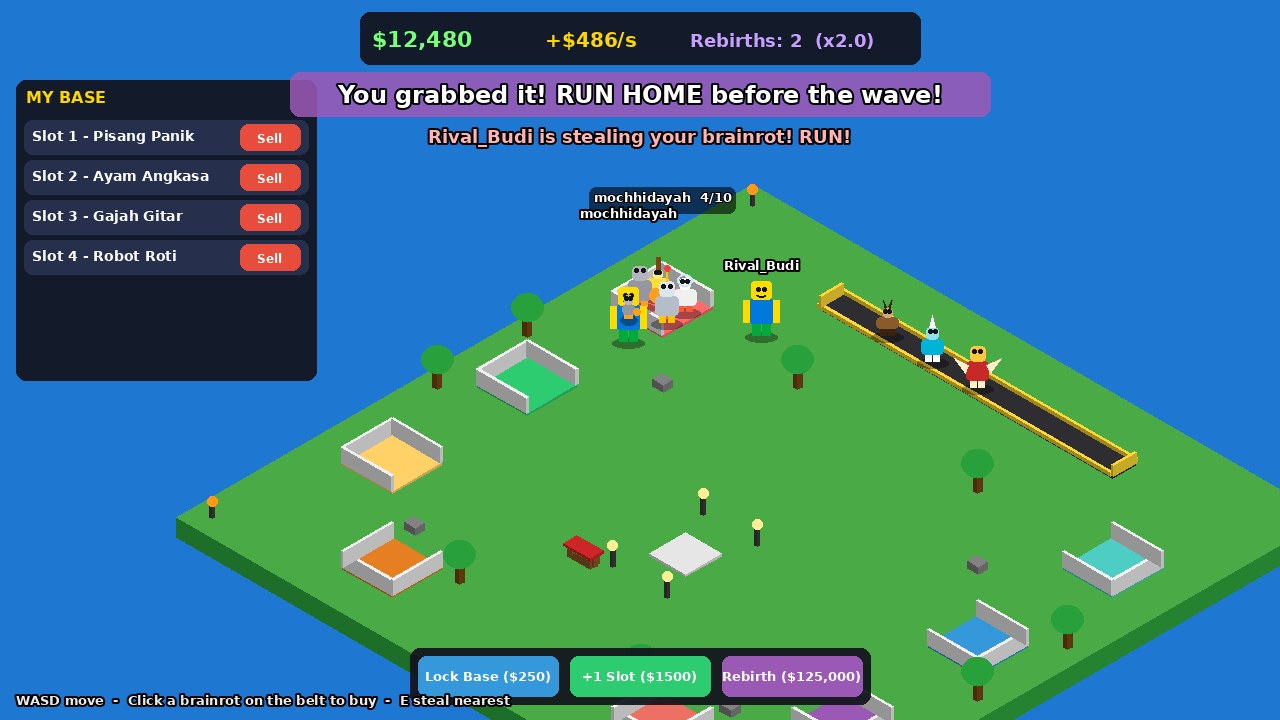 $12,480 +$486/s Rebirths: 2 (x2.0)
You grabbed it! RUN HOME before the wave!
Rival_Budi is stealing your brainrot! RUN!
MY BASE
Slot 1 - Pisang Panik Sell
Slot 2 - Ayam Angkasa Sell
Slot 3 - Gajah Gitar Sell
Slot 4 - Robot Roti Sell
mochhidayah 4/10
mochhidayah
Rival_Budi
Lock Base ($250) +1 Slot ($1500) Rebirth ($125,000)
WASD move - Click a brainrot on the belt to buy - E steal nearest